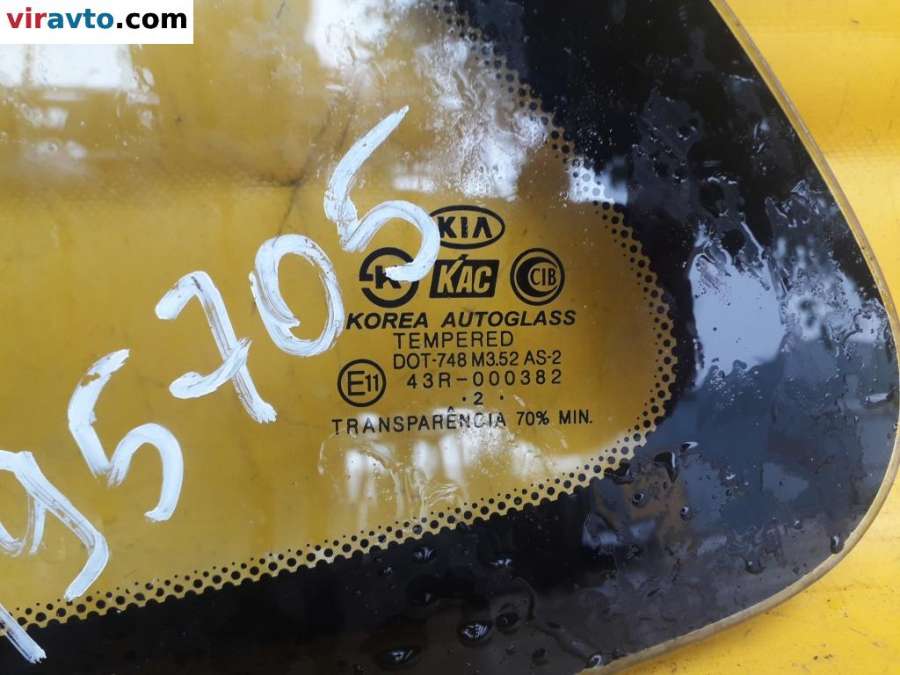 viravto.com
95705
KIA
K KAC CIB
KOREA AUTOGLASS
TEMPERED
DOT-748 M3.52 AS-2
E11 43R-000382
· 2 ·
TRANSPARÊNCIA 70% MIN.